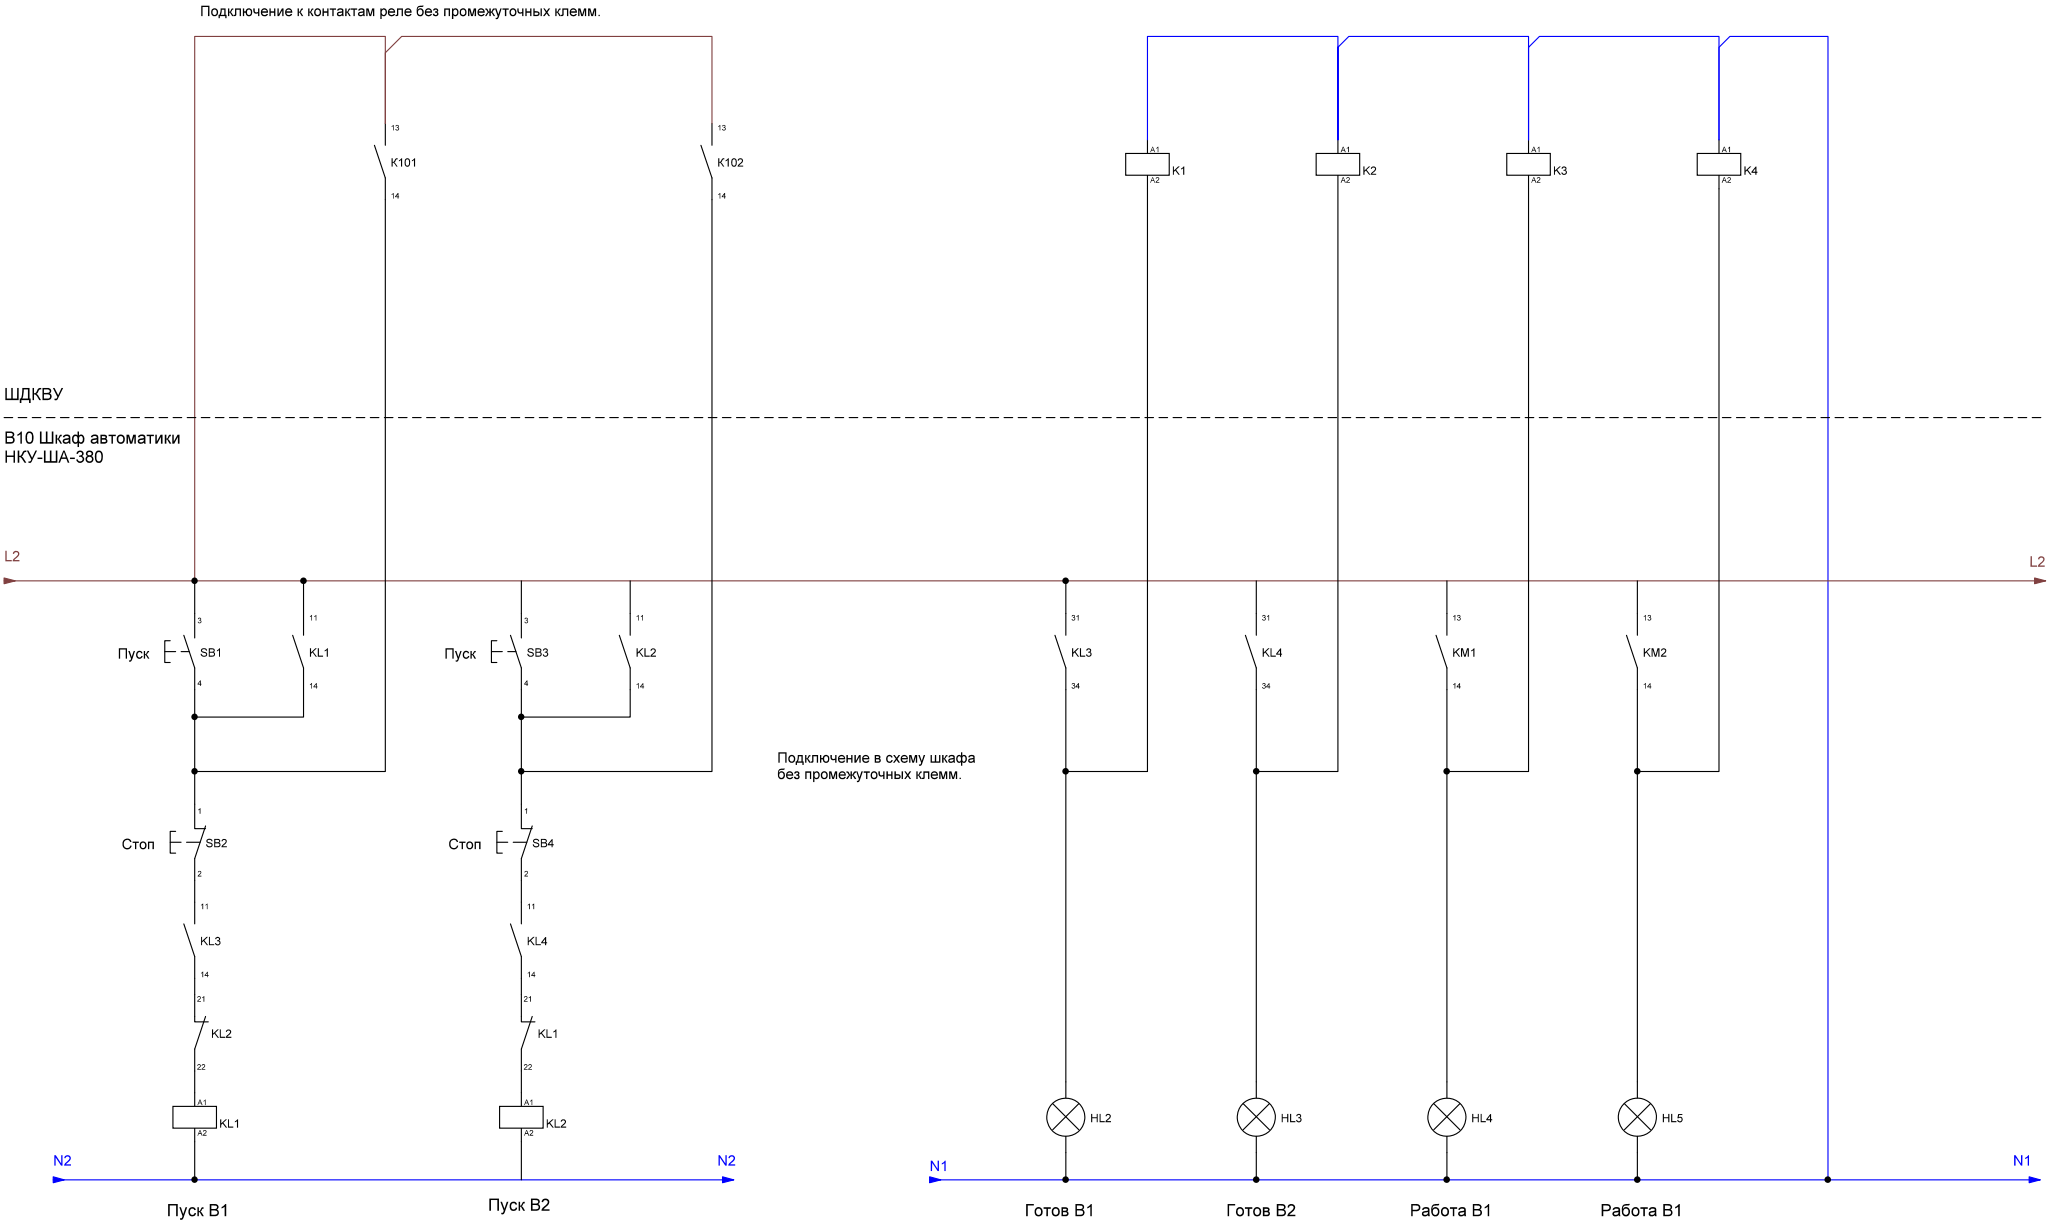 Подключение к контактам реле без промежуточных клемм.
13
K101
14
13
K102
14
A1
K1
A2
A1
K2
A2
A1
K3
A2
A1
K4
A2
ШДКВУ
В10 Шкаф автоматики
НКУ-ША-380
L2
L2
3
Пуск
SB1
4
11
KL1
14
3
Пуск
SB3
4
11
KL2
14
31
KL3
34
31
KL4
34
13
KM1
14
13
KM2
14
Подключение в схему шкафа
без промежуточных клемм.
1
Стоп
SB2
2
11
KL3
14
21
KL2
22
A1
KL1
A2
1
Стоп
SB4
2
11
KL4
14
21
KL1
22
A1
KL2
A2
HL2
HL3
HL4
HL5
N2
N2
N1
N1
Пуск В1
Пуск В2
Готов В1
Готов В2
Работа В1
Работа В1